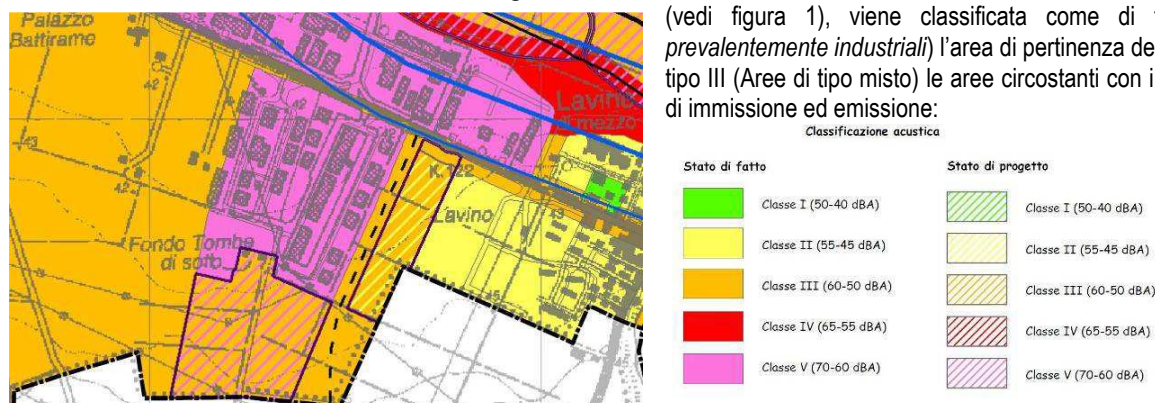 (vedi figura 1), viene classificata come di
prevalentemente industriali) l'area di pertinenza de
tipo III (Aree di tipo misto) le aree circostanti con i
di immissione ed emissione:
Classificazione acustica
Stato di fatto
Classe I (50-40 dBA)
Classe II (55-45 dBA)
Classe III (60-50 dBA)
Classe IV (65-55 dBA)
Classe V (70-60 dBA)
Stato di progetto
Classe I (50-40 dBA)
Classe II (55-45 dBA)
Classe III (60-50 dBA)
Classe IV (65-55 dBA)
Classe V (70-60 dBA)
Palazzo
Battirame
42
43
42
Lavino
di mezzo
K. 122
Lavino
43
Fondo Tombe
di sotto